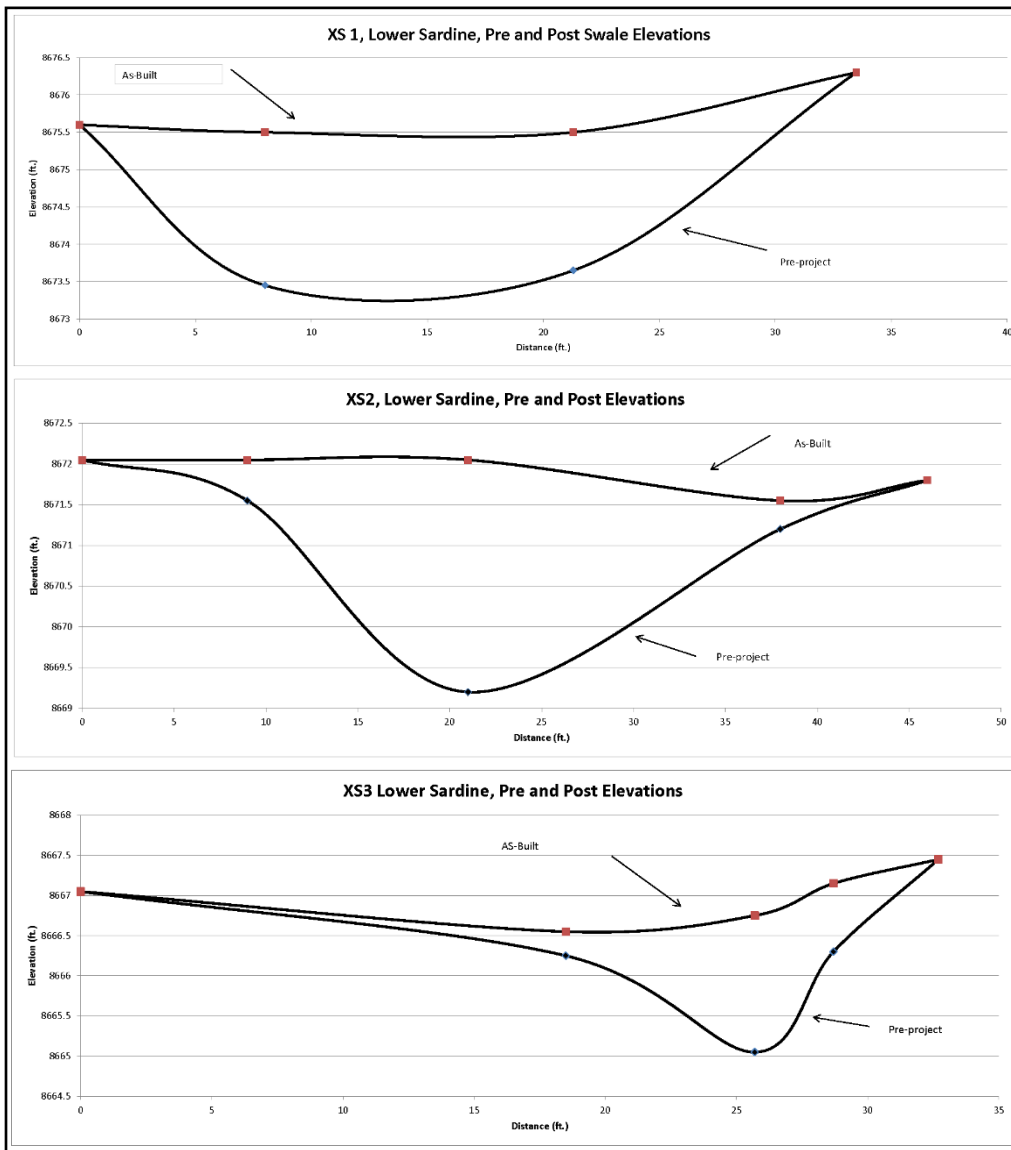 XS 1, Lower Sardine, Pre and Post Swale Elevations
As-Built
Pre-project
Elevation (ft.)
8676.5
8676
8675.5
8675
8674.5
8674
8673.5
8673
0 5 10 15 20 25 30 35 40
Distance (ft.)
XS2, Lower Sardine, Pre and Post Elevations
As-Built
Pre-project
Elevation (ft.)
8672.5
8672
8671.5
8671
8670.5
8670
8669.5
8669
0 5 10 15 20 25 30 35 40 45 50
Distance (ft.)
XS3 Lower Sardine, Pre and Post Elevations
AS-Built
Pre-project
Elevation (ft.)
8668
8667.5
8667
8666.5
8666
8665.5
8665
8664.5
0 5 10 15 20 25 30 35
Distance (ft.)